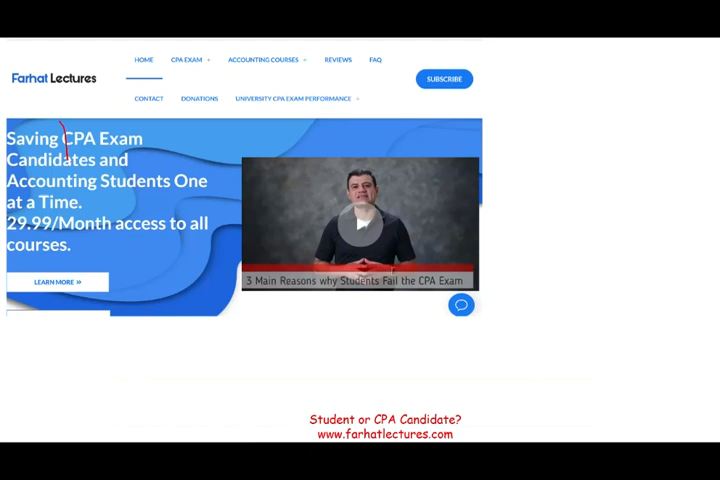 HOME
CPA EXAM
ACCOUNTING COURSES
REVIEWS
FAQ
Farhat Lectures
SUBSCRIBE
CONTACT
DONATIONS
UNIVERSITY CPA EXAM PERFORMANCE
Saving CPA Exam
Candidates and
Accounting Students One
at a Time.
29.99/Month access to all
courses.
LEARN MORE »
3 Main Reasons why Students Fail the CPA Exam
Student or CPA Candidate?
www.farhatlectures.com